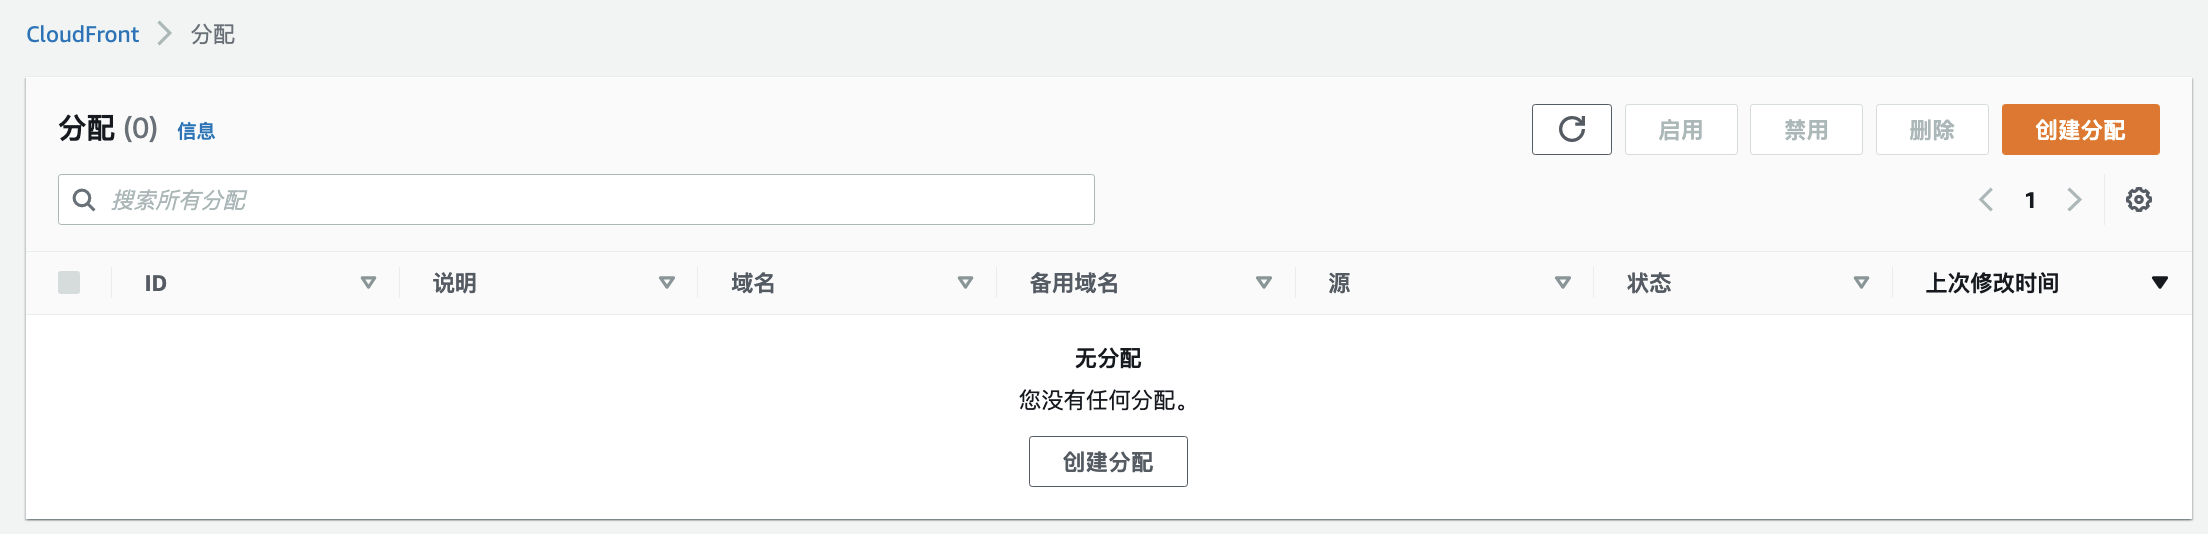 CloudFront 分配
分配 (0) 信息
启用 禁用 删除 创建分配
搜索所有分配
1
ID 说明 域名 备用域名 源 状态 上次修改时间
无分配
您没有任何分配。
创建分配